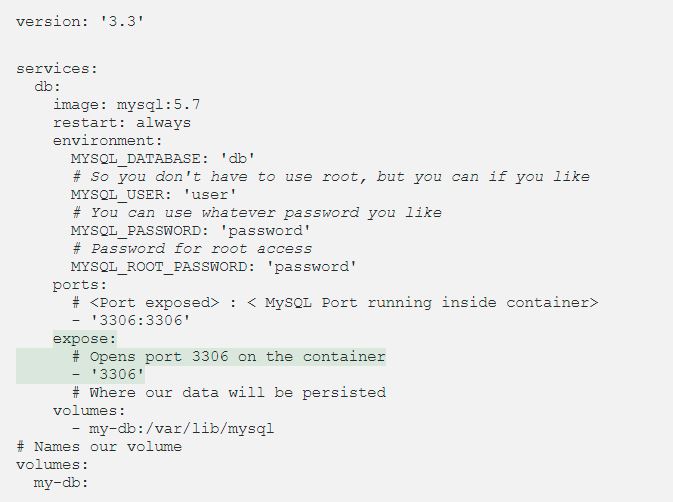 version: '3.3'
services:
db:
image: mysql:5.7
restart: always
environment:
MYSQL_DATABASE: 'db'
# So you don't have to use root, but you can if you like
MYSQL_USER: 'user'
# You can use whatever password you like
MYSQL_PASSWORD: 'password'
# Password for root access
MYSQL_ROOT_PASSWORD: 'password'
ports:
# <Port exposed> : < MySQL Port running inside container>
- '3306:3306'
expose:
# Opens port 3306 on the container
- '3306'
# Where our data will be persisted
volumes:
- my-db:/var/lib/mysql
# Names our volume
volumes:
my-db: